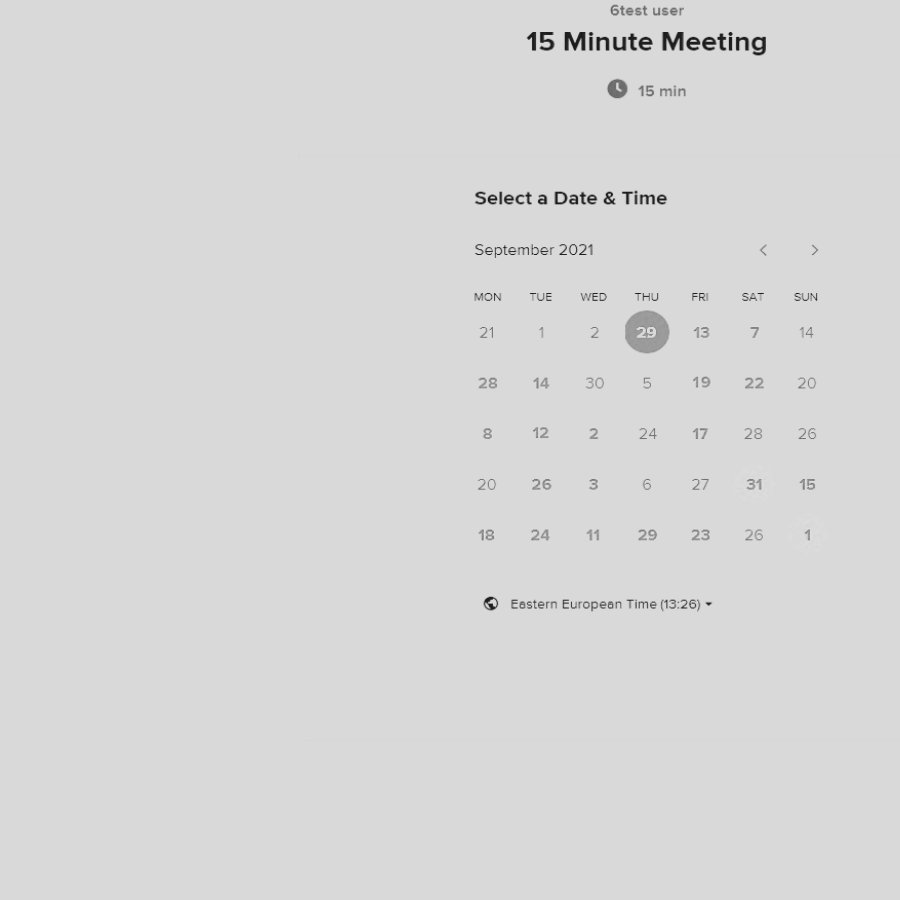 6test user
15 Minute Meeting
15 min
Select a Date & Time
September 2021
MON TUE WED THU FRI SAT SUN
21 1 2 29 13 7 14
28 14 30 5 19 22 20
8 12 2 24 17 28 26
20 26 3 6 27 31 15
18 24 11 29 23 26 1
Eastern European Time (13:26)